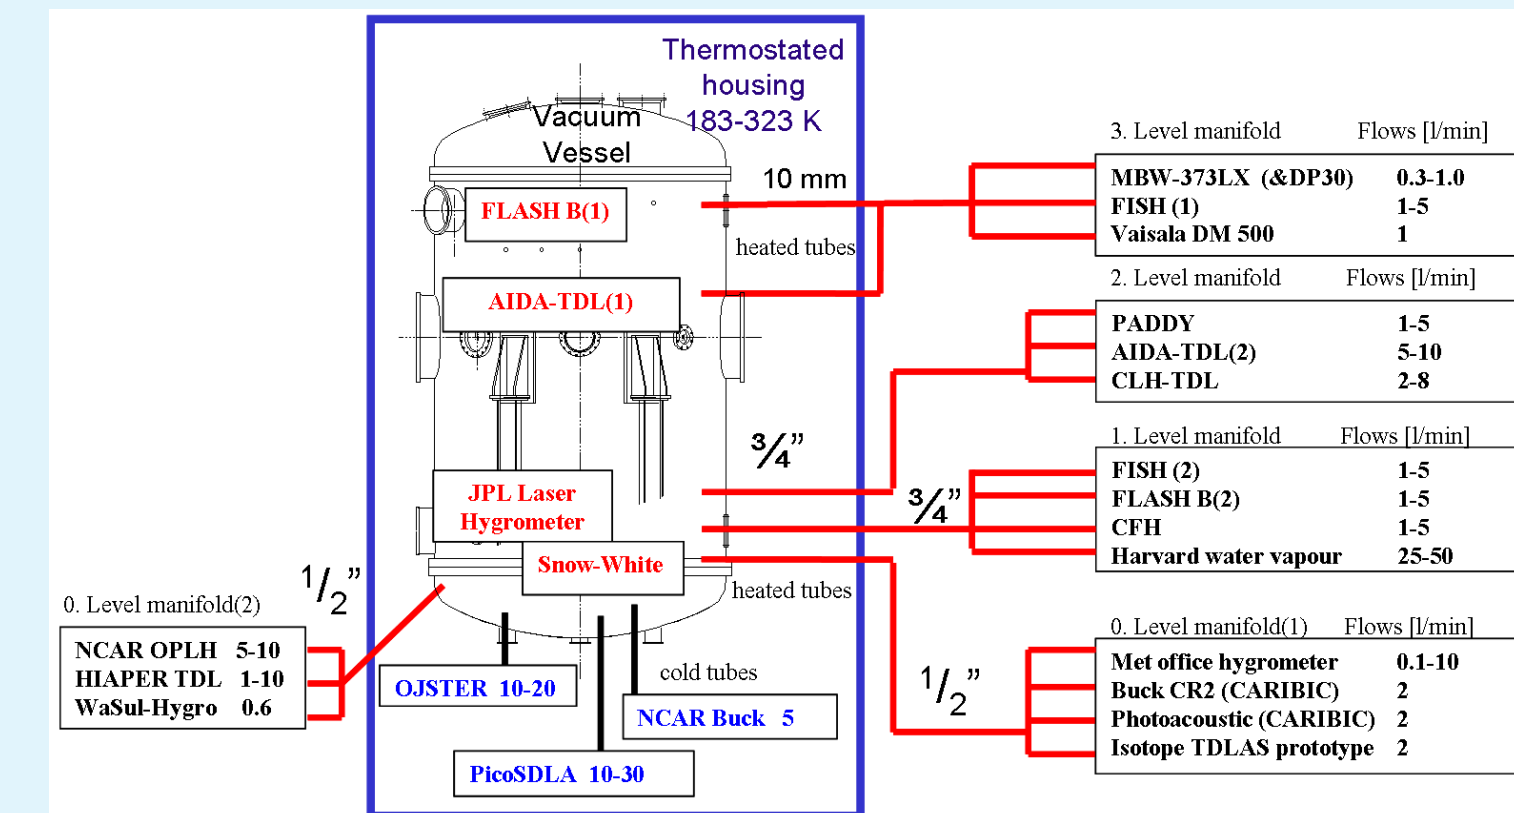 Thermostated
housing
183-323 K
Vacuum
Vessel
10 mm
FLASH B(1)
heated tubes
AIDA-TDL(1)
¾”
¾”
JPL Laser
Hygrometer
Snow-White
heated tubes
1/2”
0. Level manifold(2)
NCAR OPLH 5-10
HIAPER TDL 1-10
WaSul-Hygro 0.6
OJSTER 10-20
cold tubes
NCAR Buck 5
PicoSDLA 10-30
1/2”
3. Level manifold Flows [l/min]
MBW-373LX (&DP30) 0.3-1.0
FISH (1) 1-5
Vaisala DM 500 1
2. Level manifold Flows [l/min]
PADDY 1-5
AIDA-TDL(2) 5-10
CLH-TDL 2-8
1. Level manifold Flows [l/min]
FISH (2) 1-5
FLASH B(2) 1-5
CFH 1-5
Harvard water vapour 25-50
0. Level manifold(1) Flows [l/min]
Met office hygrometer 0.1-10
Buck CR2 (CARIBIC) 2
Photoacoustic (CARIBIC) 2
Isotope TDLAS prototype 2